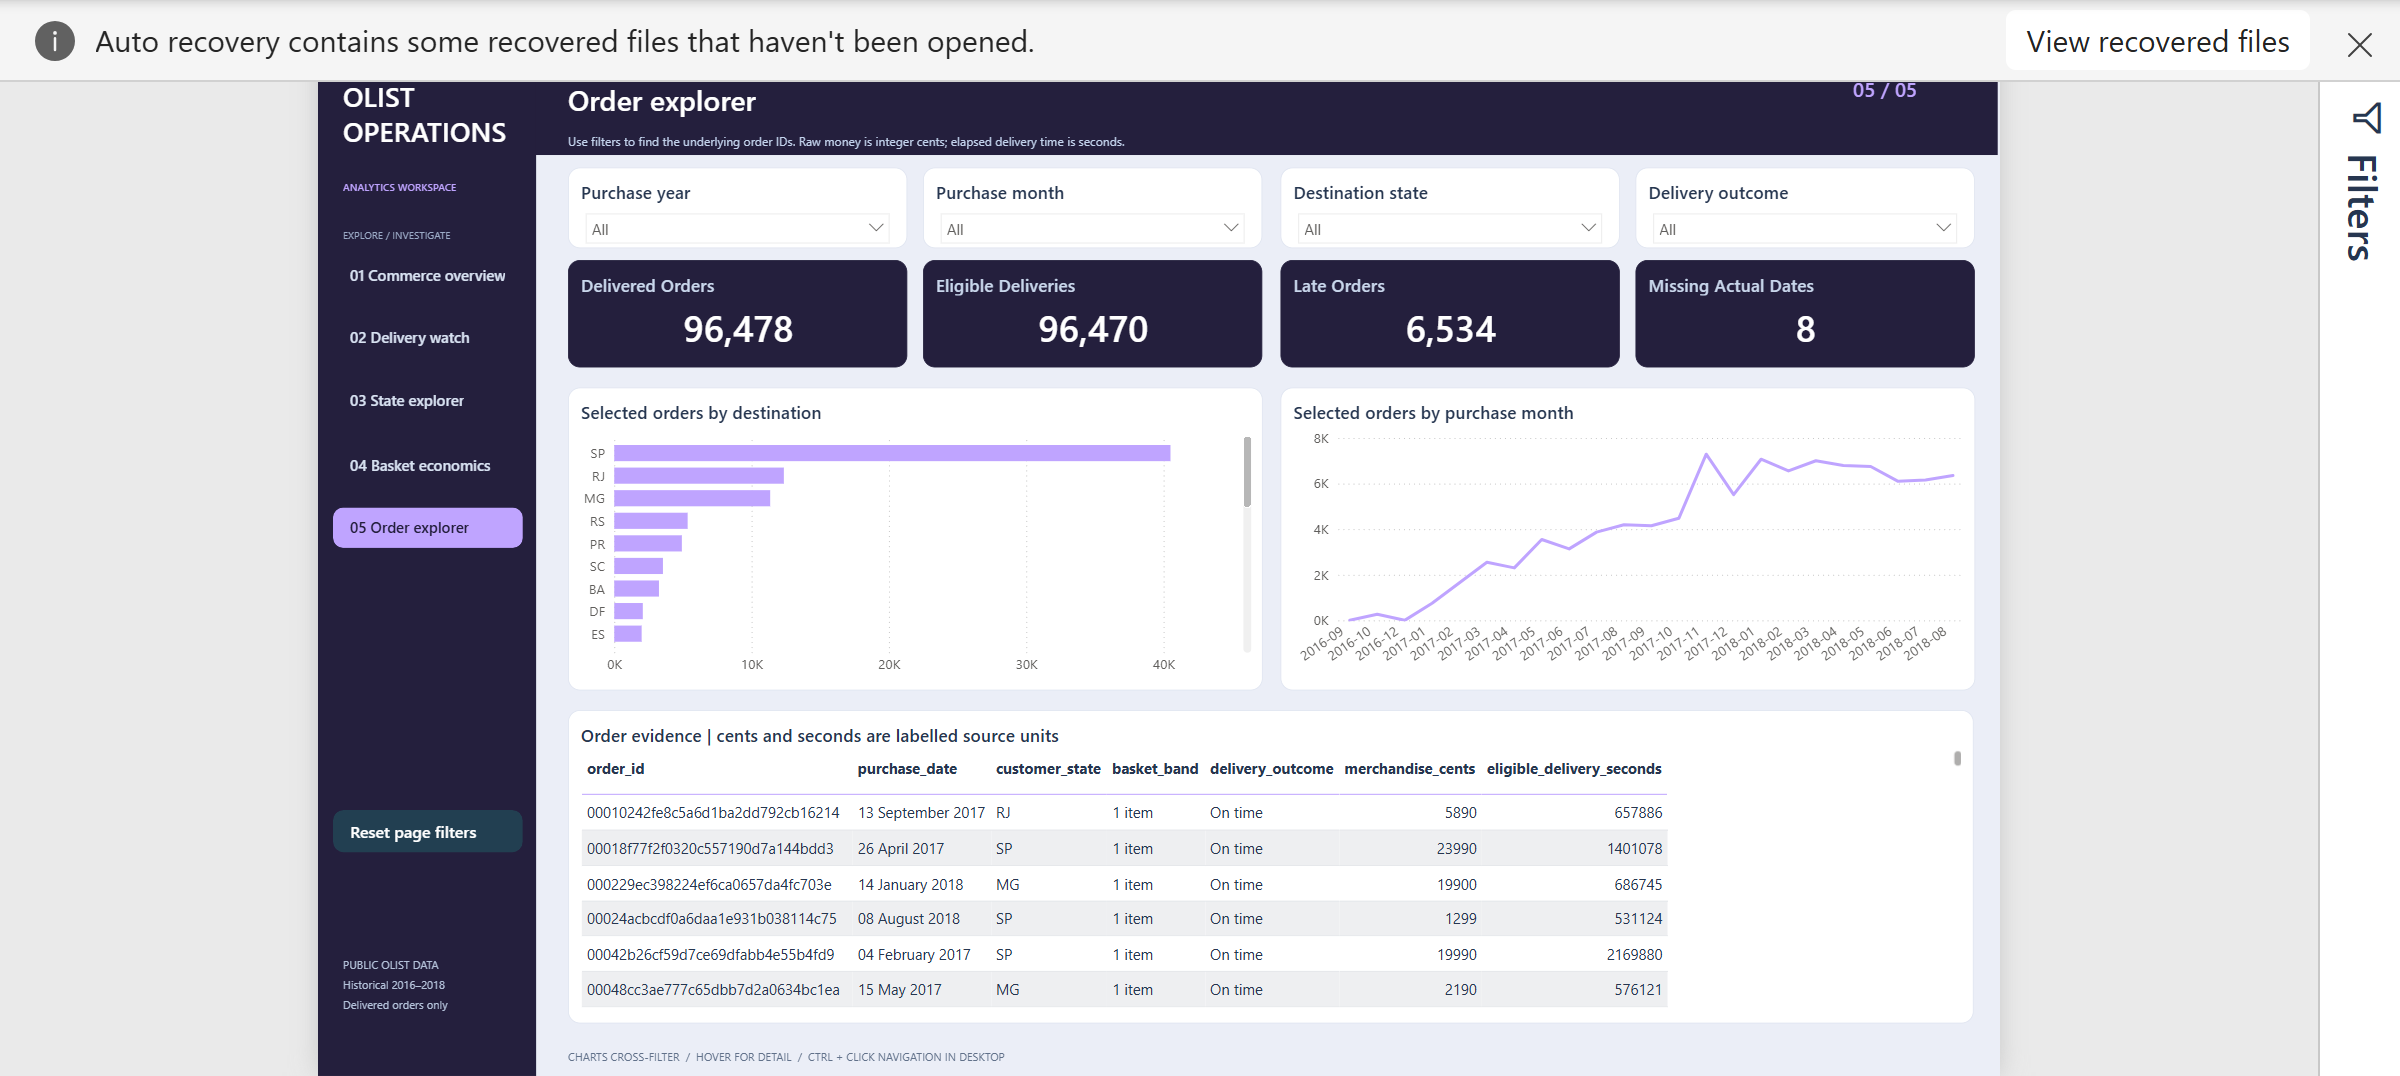 Auto recovery contains some recovered files that haven't been opened.
View recovered files
OLIST
OPERATIONS
ANALYTICS WORKSPACE
EXPLORE / INVESTIGATE
01 Commerce overview
02 Delivery watch
03 State explorer
04 Basket economics
05 Order explorer
Reset page filters
PUBLIC OLIST DATA
Historical 2016–2018
Delivered orders only
Order explorer
05 / 05
Use filters to find the underlying order IDs. Raw money is integer cents; elapsed delivery time is seconds.
Purchase year
All
Purchase month
All
Destination state
All
Delivery outcome
All
Delivered Orders
96,478
Eligible Deliveries
96,470
Late Orders
6,534
Missing Actual Dates
8
Selected orders by destination
SP
RJ
MG
RS
PR
SC
BA
DF
ES
0K 10K 20K 30K 40K
Selected orders by purchase month
8K
6K
4K
2K
0K
2016-09 2016-10 2016-12 2017-01 2017-02 2017-03 2017-04 2017-05 2017-06 2017-07 2017-08 2017-09 2017-10 2017-11 2017-12 2018-01 2018-02 2018-03 2018-04 2018-05 2018-06 2018-07 2018-08
Order evidence | cents and seconds are labelled source units
order_id purchase_date customer_state basket_band delivery_outcome merchandise_cents eligible_delivery_seconds
00010242fe8c5a6d1ba2dd792cb16214 13 September 2017 RJ 1 item On time 5890 657886
00018f77f2f0320c557190d7a144bdd3 26 April 2017 SP 1 item On time 23990 1401078
000229ec398224ef6ca0657da4fc703e 14 January 2018 MG 1 item On time 19900 686745
00024acbcdf0a6daa1e931b038114c75 08 August 2018 SP 1 item On time 1299 531124
00042b26cf59d7ce69dfabb4e55b4fd9 04 February 2017 SP 1 item On time 19990 2169880
00048cc3ae777c65dbb7d2a0634bc1ea 15 May 2017 MG 1 item On time 2190 576121
CHARTS CROSS-FILTER / HOVER FOR DETAIL / CTRL + CLICK NAVIGATION IN DESKTOP
Filters